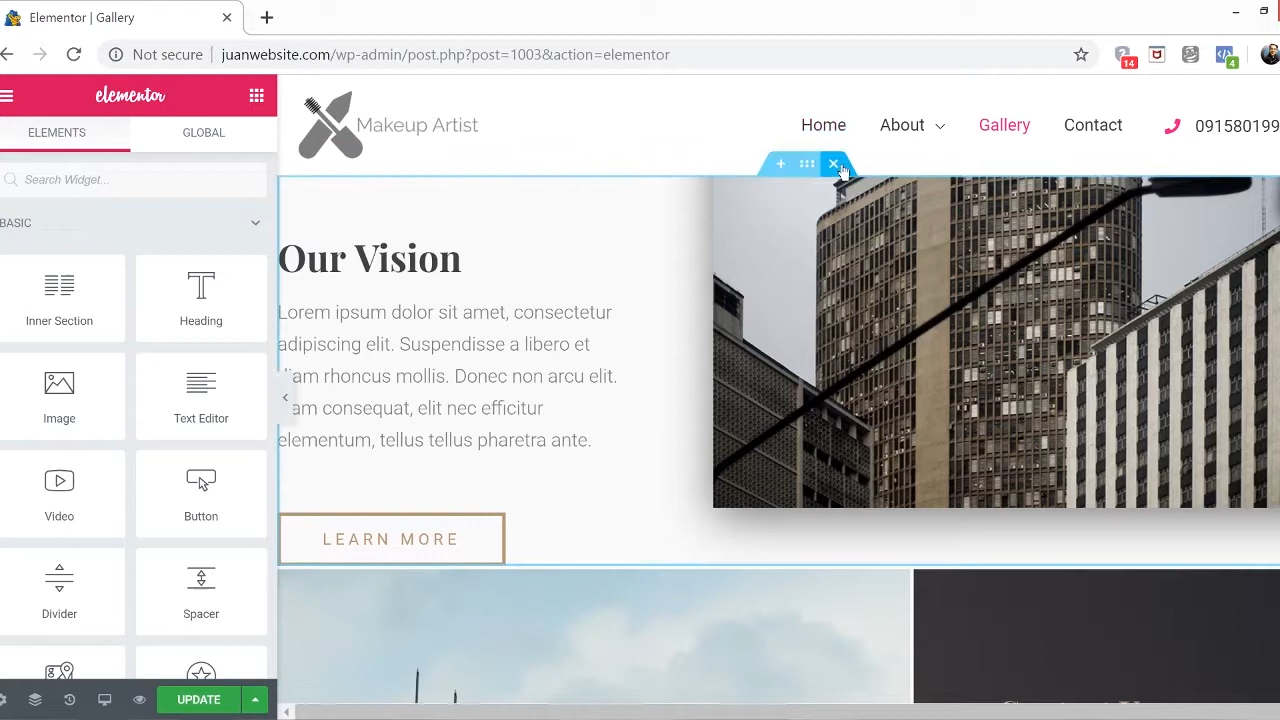 Elementor | Gallery
Not secure
juanwebsite.com/wp-admin/post.php?post=1003&action=elementor
14
4
elementor
ELEMENTS
GLOBAL
Search Widget...
BASIC
Inner Section
Heading
Image
Text Editor
Video
Button
Divider
Spacer
UPDATE
Makeup Artist
Home
About
Gallery
Contact
091580199
Our Vision
Lorem ipsum dolor sit amet, consectetur
adipiscing elit. Suspendisse a libero et
rhoncus mollis. Donec non arcu elit.
consequat, elit nec efficitur
elementum, tellus tellus pharetra ante.
LEARN MORE